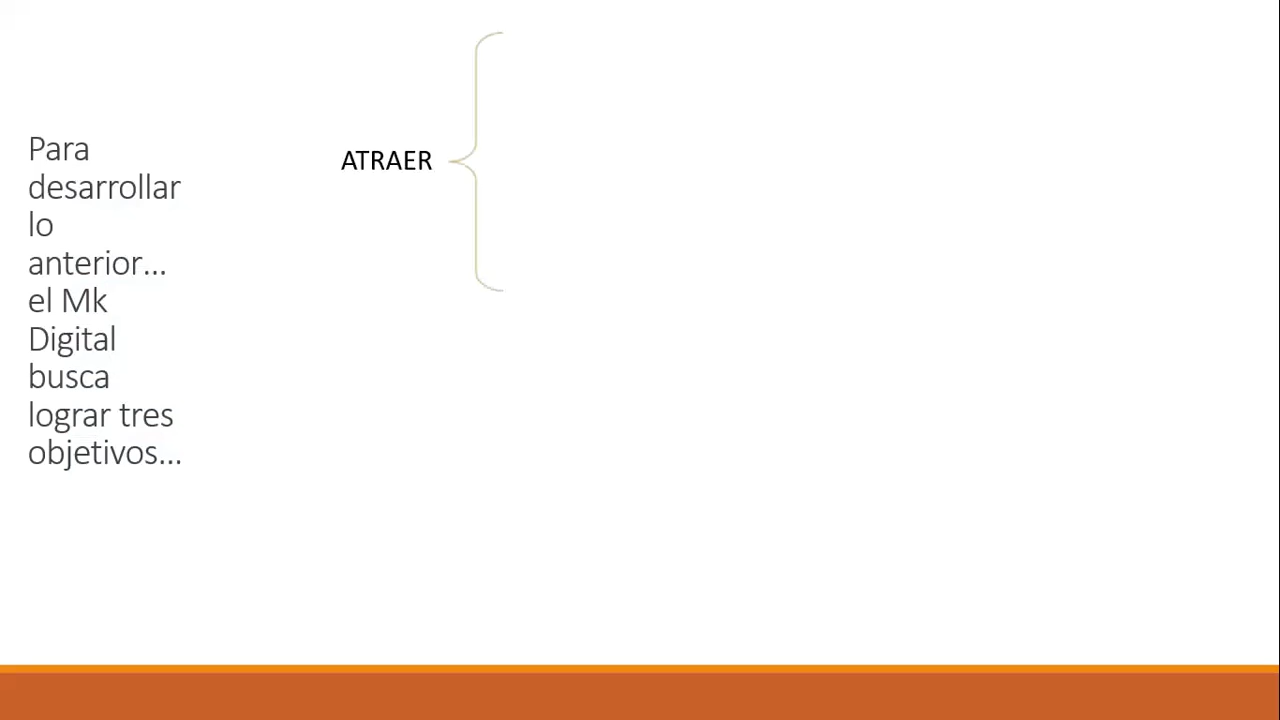 Para
desarrollar
lo
anterior...
el Mk
Digital
busca
lograr tres
objetivos...
ATRAER